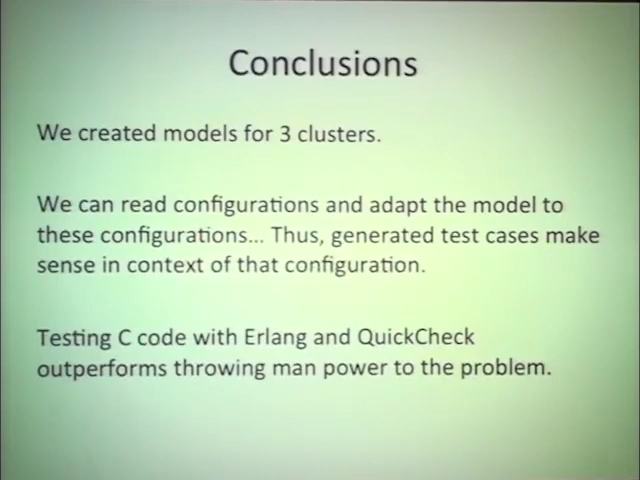 Conclusions
We created models for 3 clusters.
We can read configurations and adapt the model to
these configurations... Thus, generated test cases make
sense in context of that configuration.
Testing C code with Erlang and QuickCheck
outperforms throwing man power to the problem.